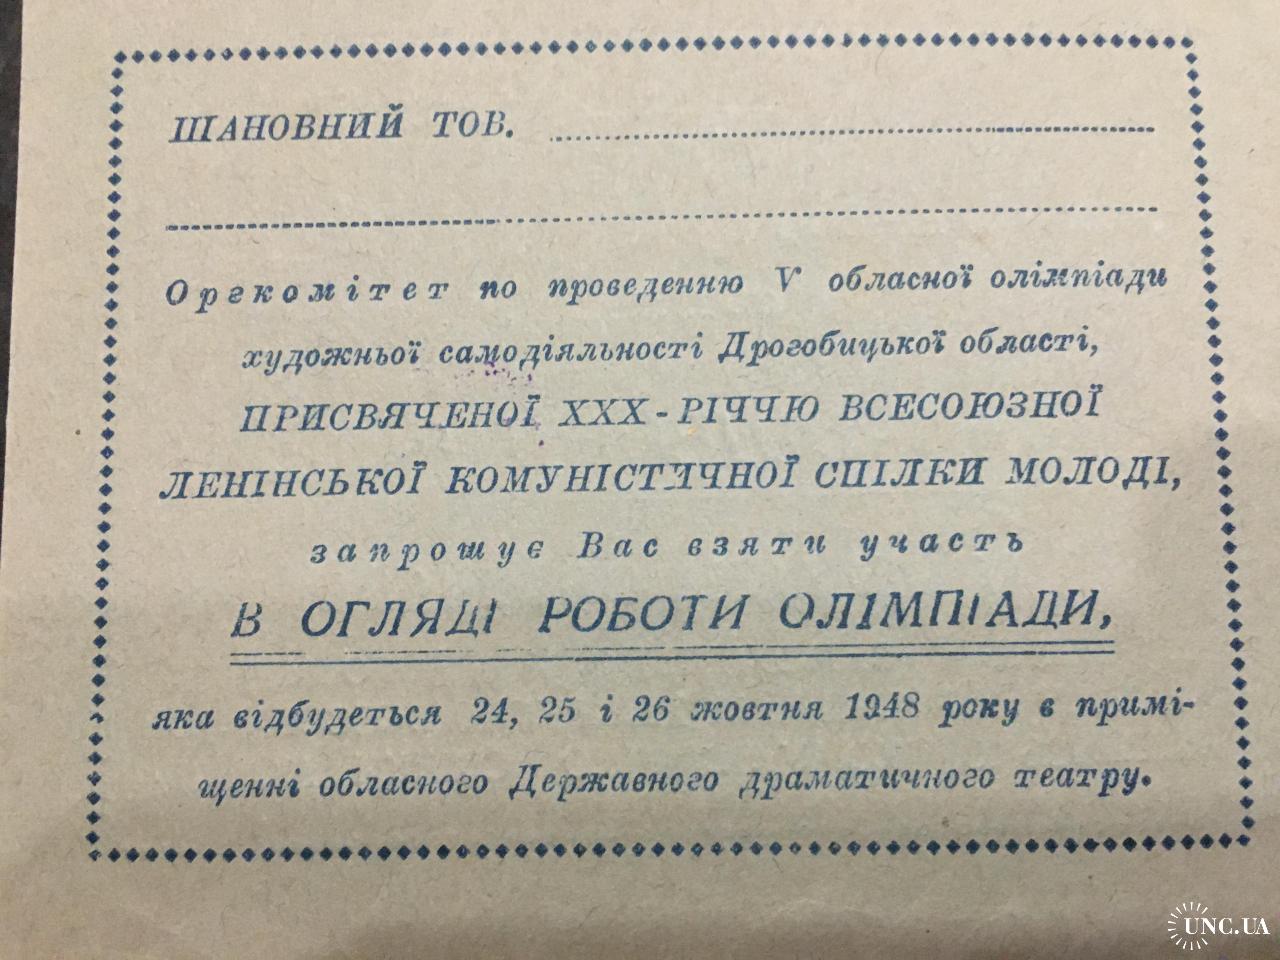 ШАНОВНИЙ ТОВ.
Оргкомітет по проведенню V обласної олімпіади
художньої самодіяльності Дрогобицької області,
ПРИСВЯЧЕНОЇ XXX-РІЧЧЮ ВСЕСОЮЗНОЇ
ЛЕНІНСЬКОЇ КОМУНІСТИЧНОЇ СПІЛКИ МОЛОДІ,
запрошує Вас взяти участь
В ОГЛЯДІ РОБОТИ ОЛІМПІАДИ,
яка відбудеться 24, 25 і 26 жовтня 1948 року в примі-
щенні обласного Державного драматичного театру.
UNC.UA